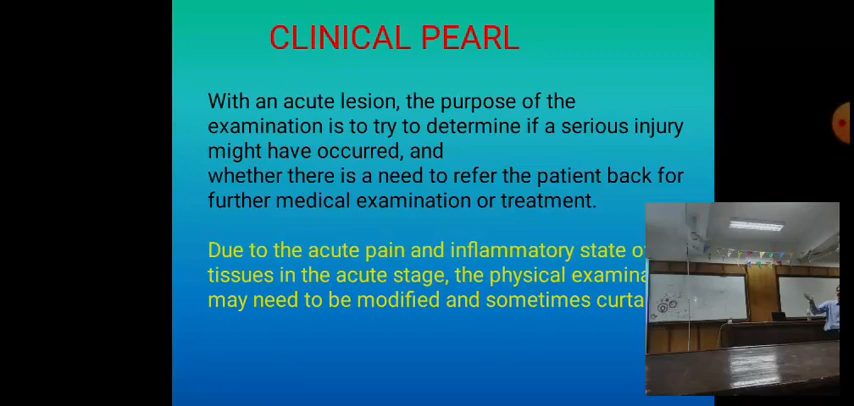 CLINICAL PEARL
With an acute lesion, the purpose of the
examination is to try to determine if a serious injury
might have occurred, and
whether there is a need to refer the patient back for
further medical examination or treatment.
Due to the acute pain and inflammatory state
tissues in the acute stage, the physical
may need to be modified and sometimes